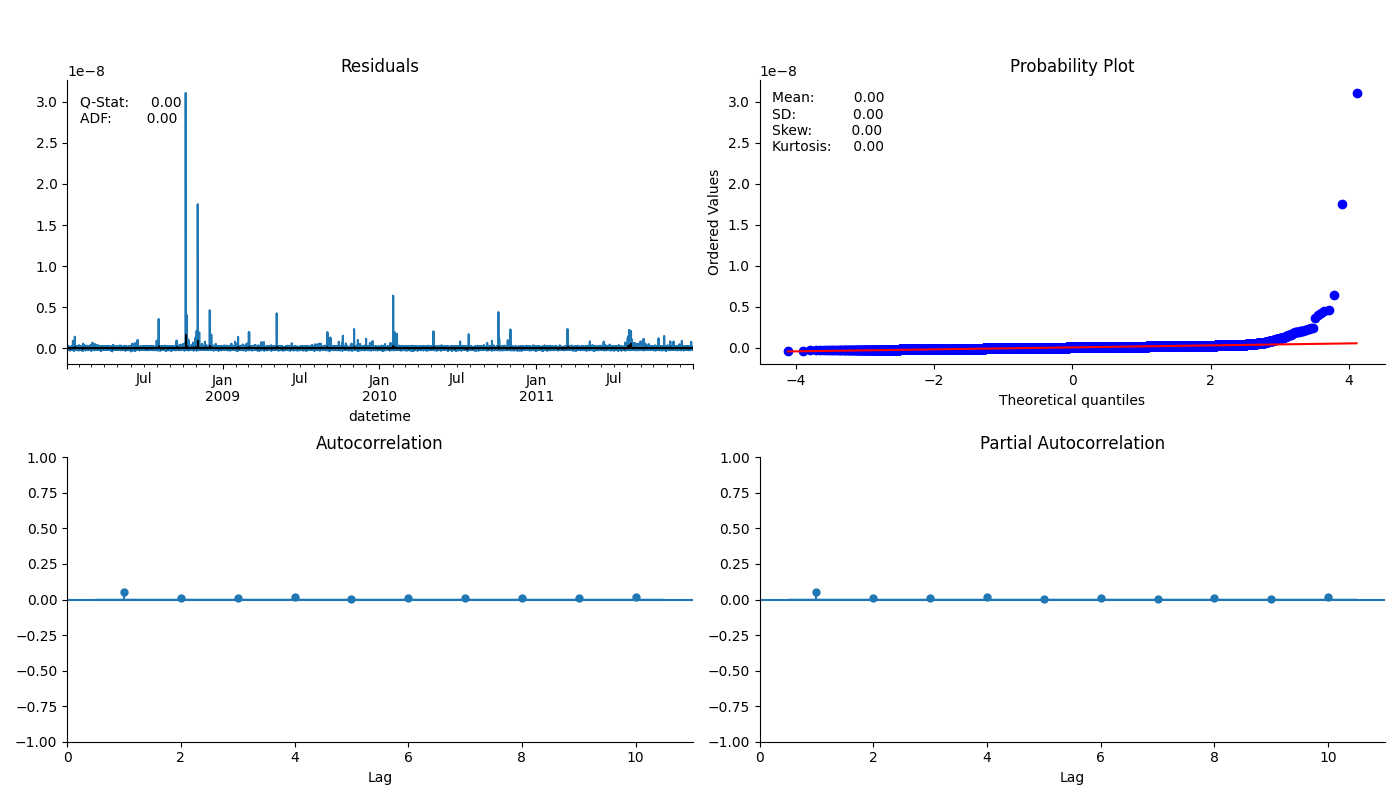 Residuals
1e−8
Q-Stat: 0.00
ADF: 0.00
3.0
2.5
2.0
1.5
1.0
0.5
0.0
Jul Jan Jul Jan Jul Jan Jul
2009 2010 2011
datetime
Probability Plot
1e−8
Mean: 0.00
SD: 0.00
Skew: 0.00
Kurtosis: 0.00
Ordered Values
3.0
2.5
2.0
1.5
1.0
0.5
0.0
−4 −2 0 2 4
Theoretical quantiles
Autocorrelation
1.00
0.75
0.50
0.25
0.00
−0.25
−0.50
−0.75
−1.00
0 2 4 6 8 10
Lag
Partial Autocorrelation
1.00
0.75
0.50
0.25
0.00
−0.25
−0.50
−0.75
−1.00
0 2 4 6 8 10
Lag